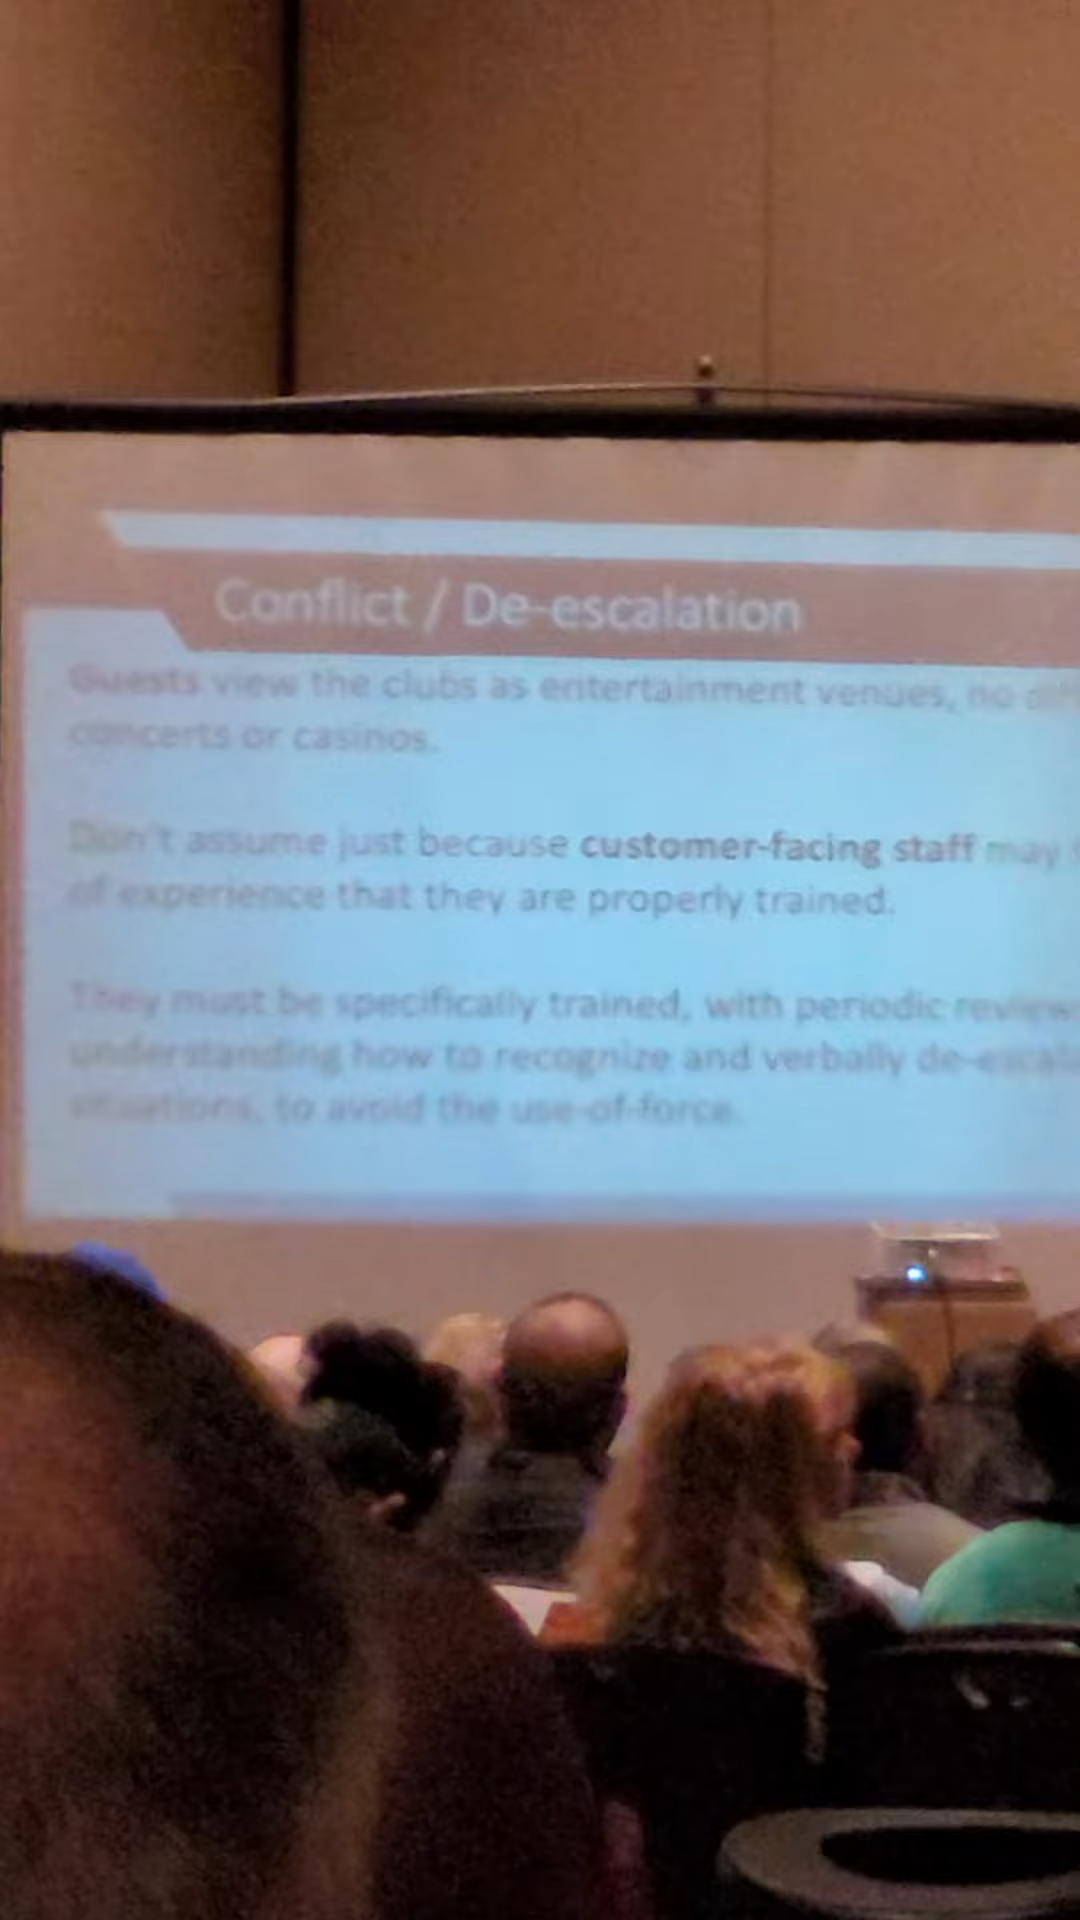 Conflict / De-escalation
Guests view the clubs as entertainment venues, no
concerts or casinos.
Don't assume just because customer-facing staff may
of experience that they are properly trained.
They must be specifically trained, with periodic review
understanding how to recognize and verbally
situations, to avoid the use-of-force.